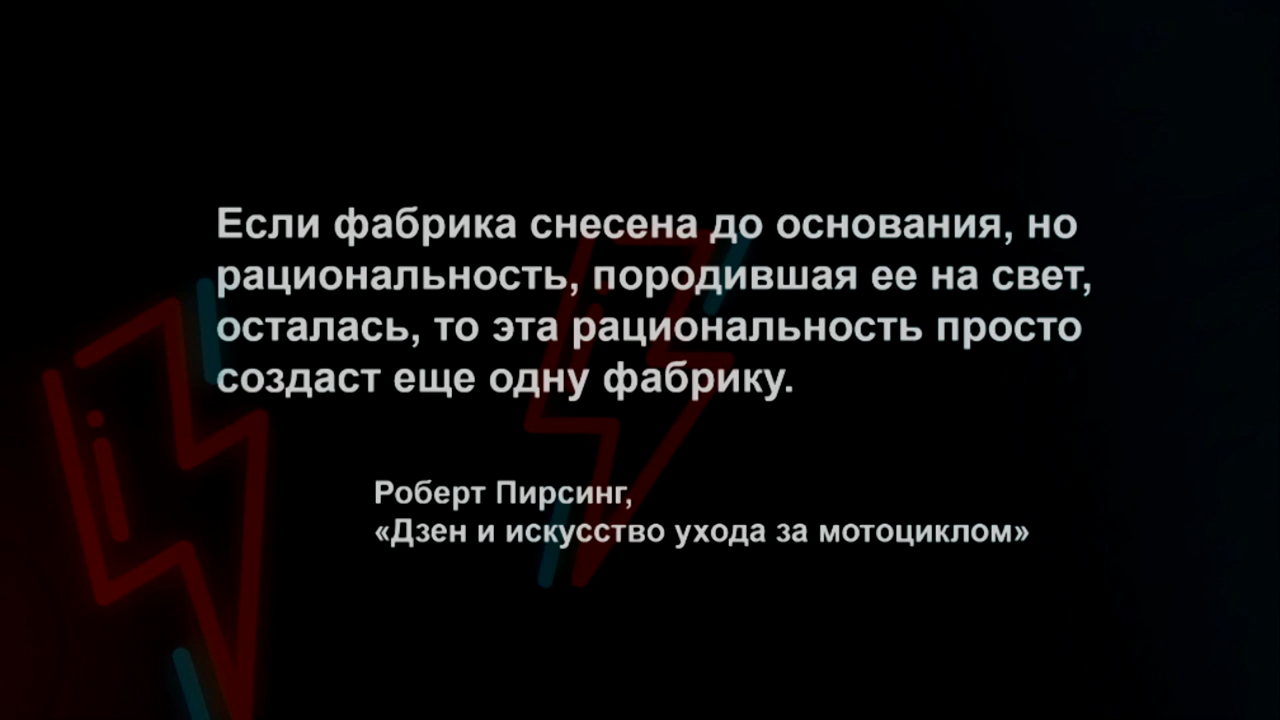 Если фабрика снесена до основания, но
рациональность, породившая ее на свет,
осталась, то эта рациональность просто
создаст еще одну фабрику.
Роберт Пирсинг,
«Дзен и искусство ухода за мотоциклом»